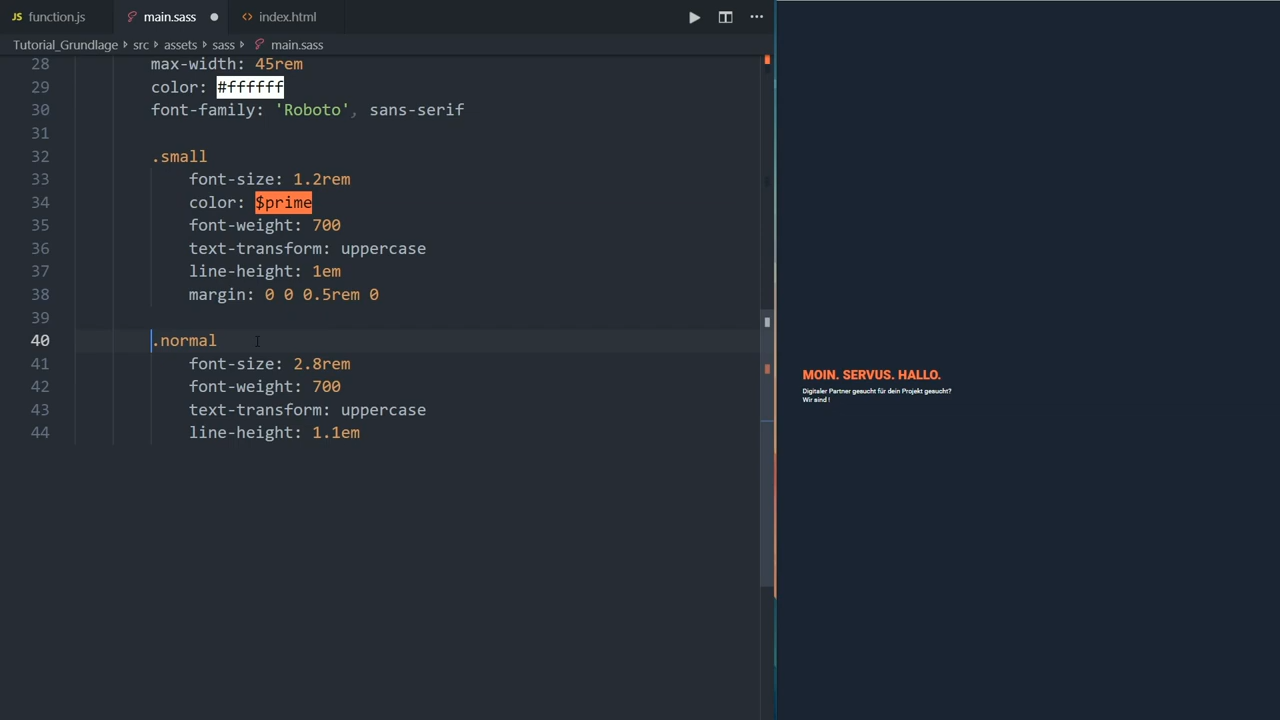 JS function.js
main.sass
<> index.html
Tutorial_Grundlage src assets sass main.sass
28 max-width: 45rem
29 color: #ffffff
30 font-family: 'Roboto', sans-serif
31
32 .small
33 font-size: 1.2rem
34 color: $prime
35 font-weight: 700
36 text-transform: uppercase
37 line-height: 1em
38 margin: 0 0 0.5rem 0
39
40 .normal
41 font-size: 2.8rem
42 font-weight: 700
43 text-transform: uppercase
44 line-height: 1.1em
MOIN. SERVUS. HALLO.
Digitaler Partner gesucht für dein Projekt gesucht?
Wir sind !